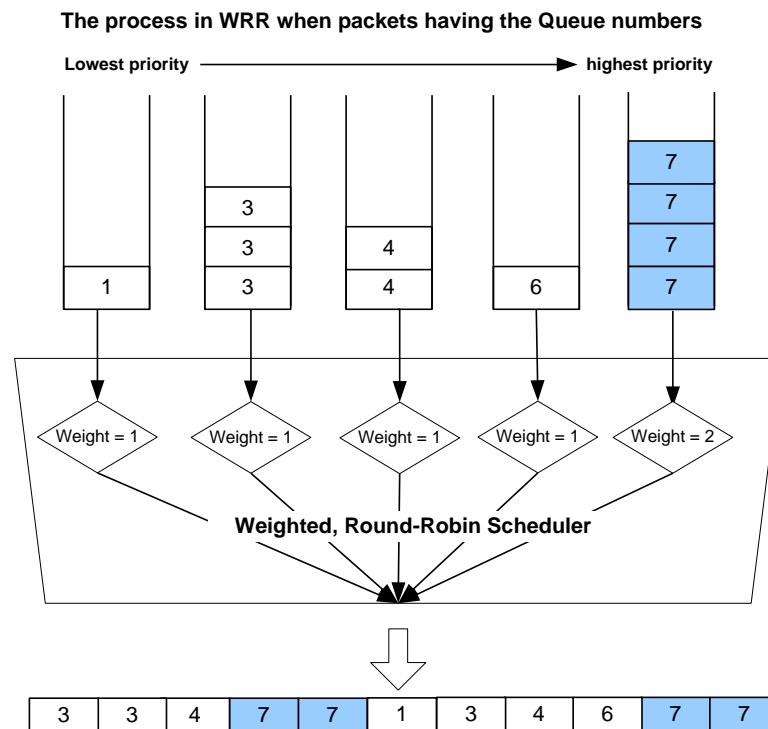 The process in WRR when packets having the Queue numbers
Lowest priority highest priority
7
3 7
3 4 7
1 3 4 6 7
Weight = 1 Weight = 1 Weight = 1 Weight = 1 Weight = 2
Weighted, Round-Robin Scheduler
3 3 4 7 7 1 3 4 6 7 7